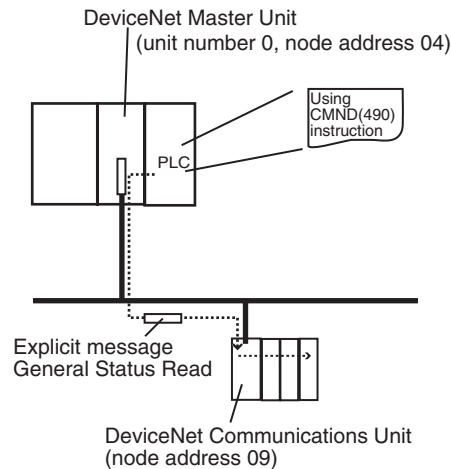 DeviceNet Master Unit
(unit number 0, node address 04)
Using
CMND(490)
instruction
PLC
Explicit message
General Status Read
DeviceNet Communications Unit
(node address 09)